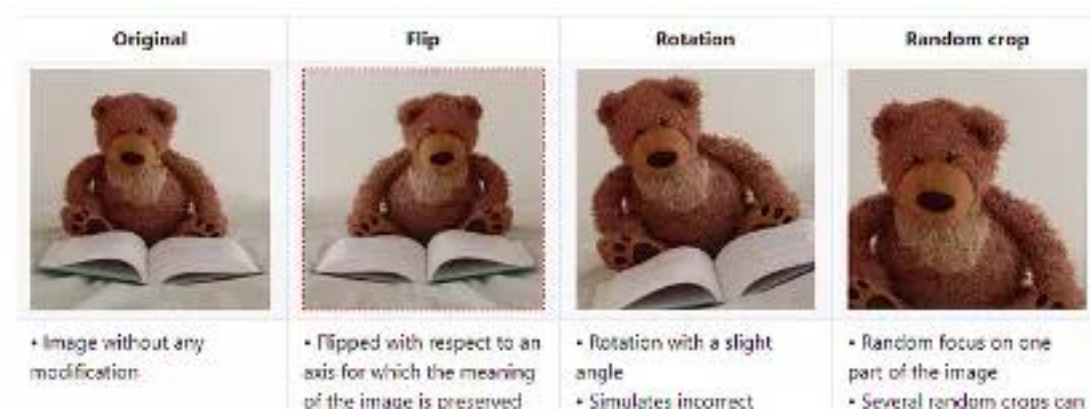 Original
Flip
Rotation
Random crop
• Image without any
modification
• Flipped with respect to an
axis for which the meaning
of the image is preserved
• Rotation with a slight
angle
• Simulates incorrect
• Random focus on one
part of the image
• Several random crops can